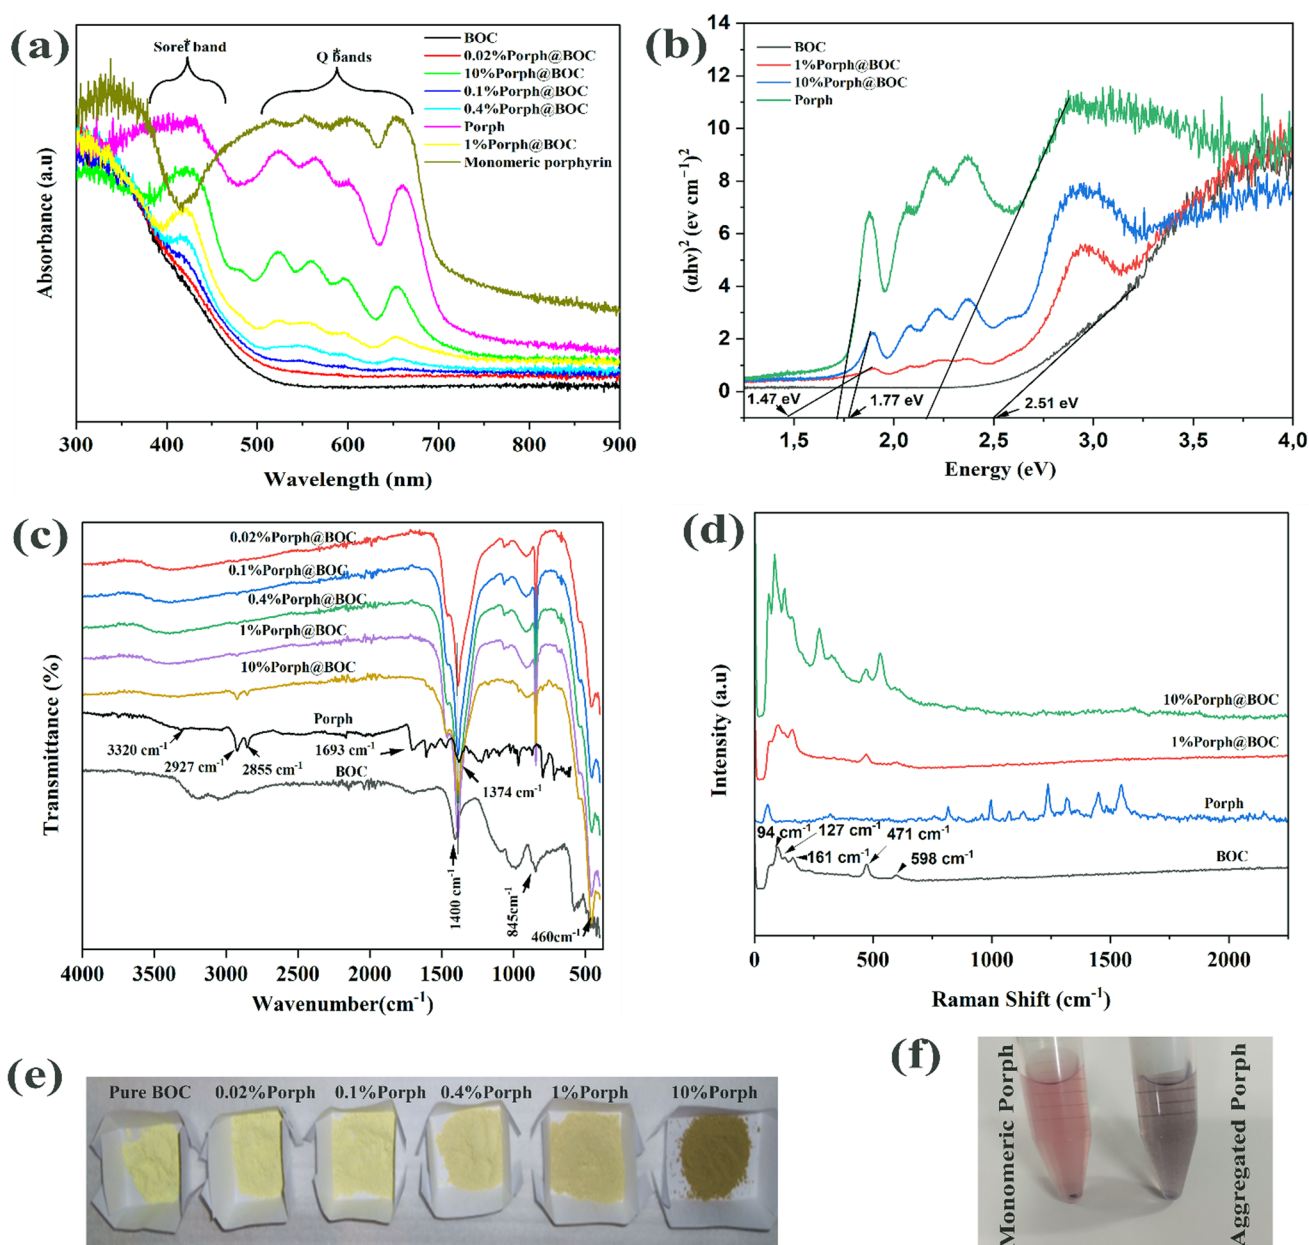 (a)
Soret band
*
Q bands
*
BOC
0.02%Porph@BOC
10%Porph@BOC
0.1%Porph@BOC
0.4%Porph@BOC
Porph
1%Porph@BOC
Monomeric porphyrin
Absorbance (a.u)
300 400 500 600 700 800 900
Wavelength (nm)
(b)
BOC
1%Porph@BOC
10%Porph@BOC
Porph
(αhν)² (ev cm⁻¹)²
14
12
10
8
6
4
2
0
1.47 eV
1.77 eV
2.51 eV
1,5 2,0 2,5 3,0 3,5 4,0
Energy (eV)
(c)
0.02%Porph@BOC
0.1%Porph@BOC
0.4%Porph@BOC
1%Porph@BOC
10%Porph@BOC
Porph
3320 cm⁻¹
2927 cm⁻¹
2855 cm⁻¹
1693 cm⁻¹
BOC
1374 cm⁻¹
1400 cm⁻¹
845cm⁻¹
460cm⁻¹
Transmittance (%)
4000 3500 3000 2500 2000 1500 1000 500
Wavenumber(cm⁻¹)
(d)
10%Porph@BOC
1%Porph@BOC
Porph
BOC
94 cm⁻¹
127 cm⁻¹
161 cm⁻¹
471 cm⁻¹
598 cm⁻¹
Intensity (a.u)
0 500 1000 1500 2000
Raman Shift (cm⁻¹)
(e)
Pure BOC 0.02%Porph 0.1%Porph 0.4%Porph 1%Porph 10%Porph
(f)
Monomeric Porph
Aggregated Porph